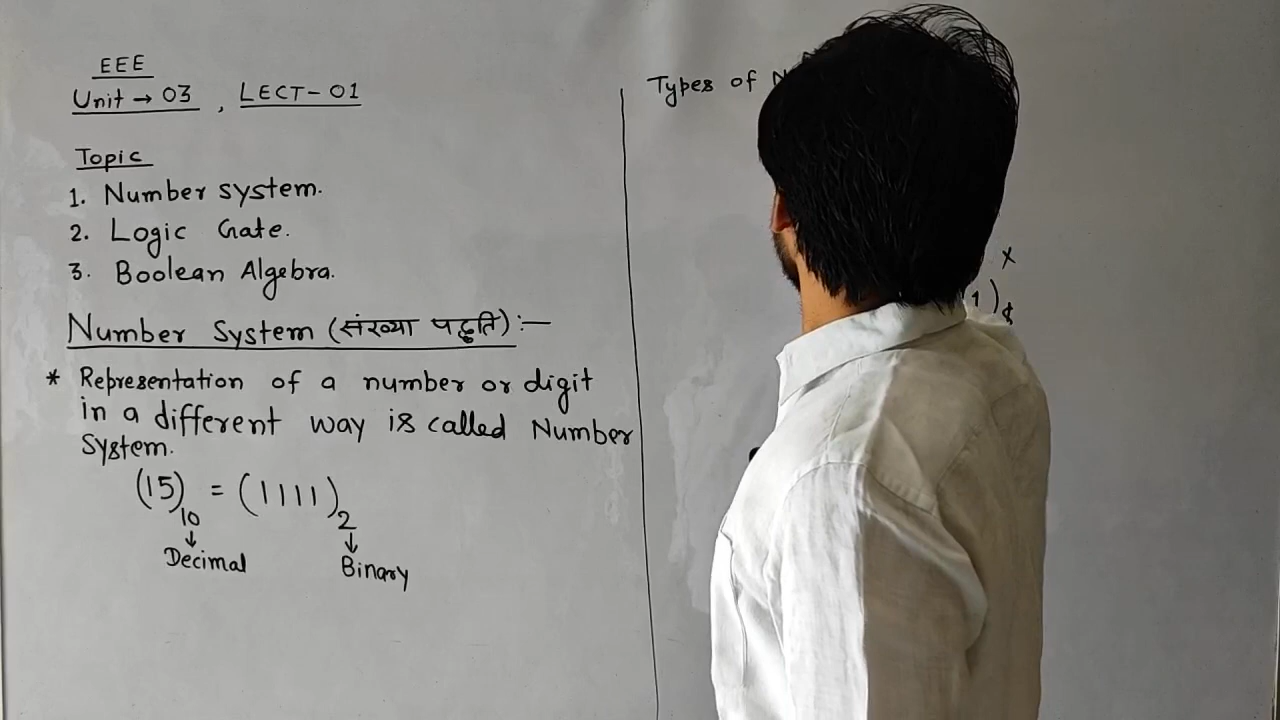 EEE
Unit → 03 , LECT-01
Topic
1. Number system.
2. Logic Gate.
3. Boolean Algebra.
Number System (संख्या पद्धति) :—
* Representation of a number or digit
in a different way is called Number
System.
(15)10 = (1111)2
↓ ↓
Decimal Binary
Types of
x
1)